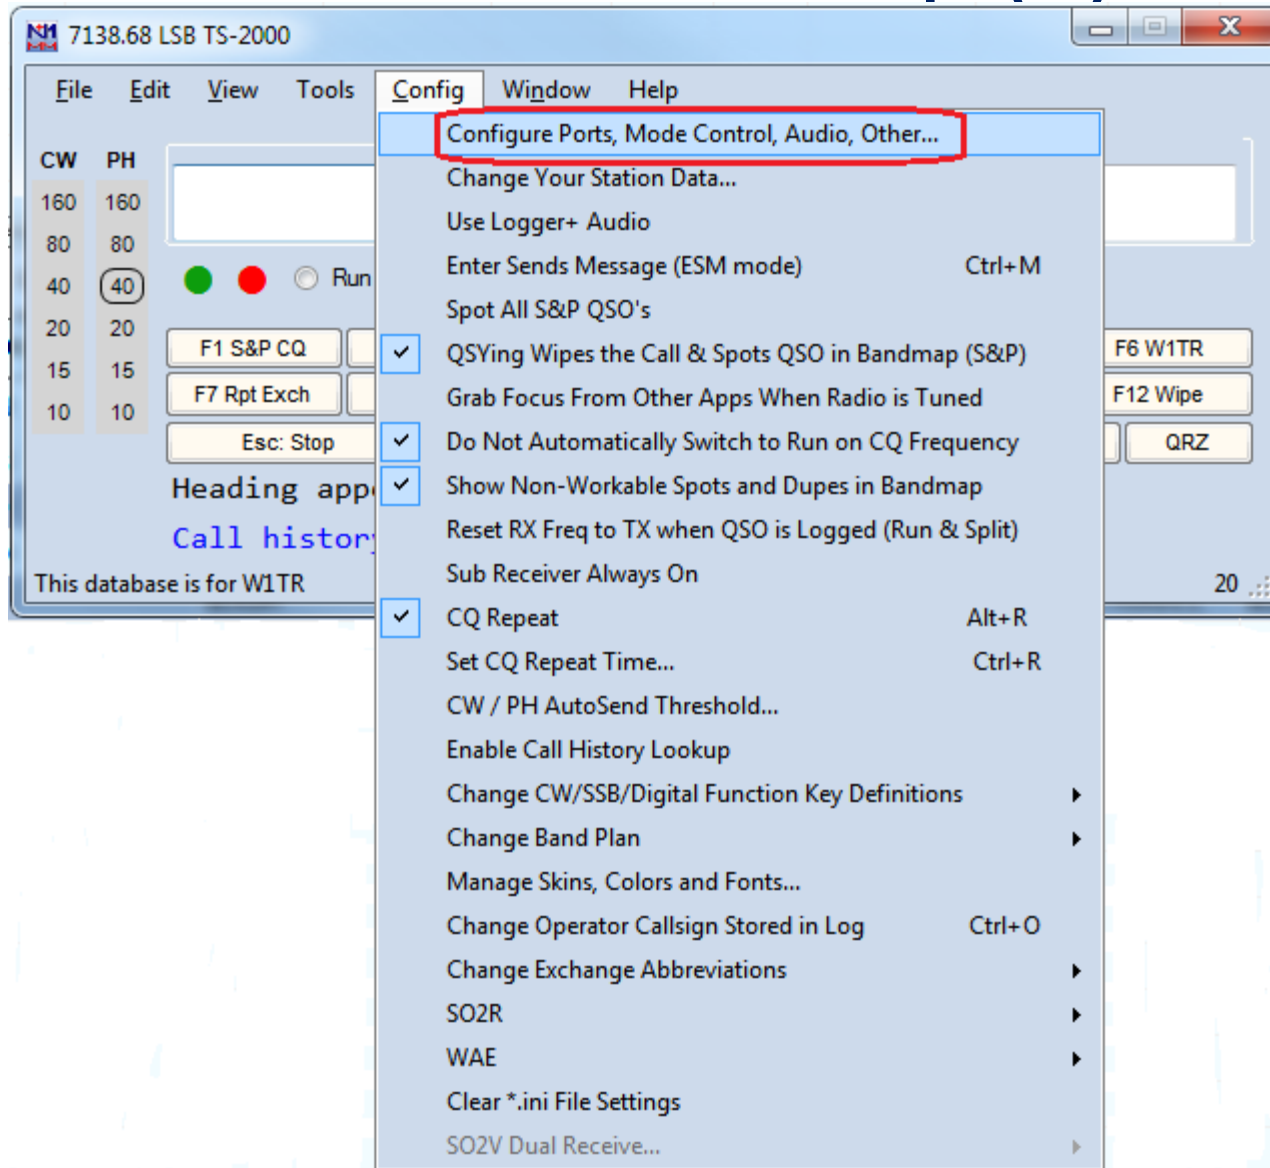 7138.68 LSB TS-2000
File Edit View Tools Config Window Help
Configure Ports, Mode Control, Audio, Other...
Change Your Station Data...
Use Logger+ Audio
Enter Sends Message (ESM mode) Ctrl+M
Spot All S&P QSO's
QSYing Wipes the Call & Spots QSO in Bandmap (S&P)
Grab Focus From Other Apps When Radio is Tuned
Do Not Automatically Switch to Run on CQ Frequency
Show Non-Workable Spots and Dupes in Bandmap
Reset RX Freq to TX when QSO is Logged (Run & Split)
Sub Receiver Always On
CQ Repeat Alt+R
Set CQ Repeat Time... Ctrl+R
CW / PH AutoSend Threshold...
Enable Call History Lookup
Change CW/SSB/Digital Function Key Definitions
Change Band Plan
Manage Skins, Colors and Fonts...
Change Operator Callsign Stored in Log Ctrl+O
Change Exchange Abbreviations
SO2R
WAE
Clear *.ini File Settings
SO2V Dual Receive...
CW PH
160 160
80 80
40 40
20 20
15 15
10 10
Run
F1 S&P CQ
F6 W1TR
F7 Rpt Exch
F12 Wipe
Esc: Stop
QRZ
Heading
Call
This database is for W1TR
20